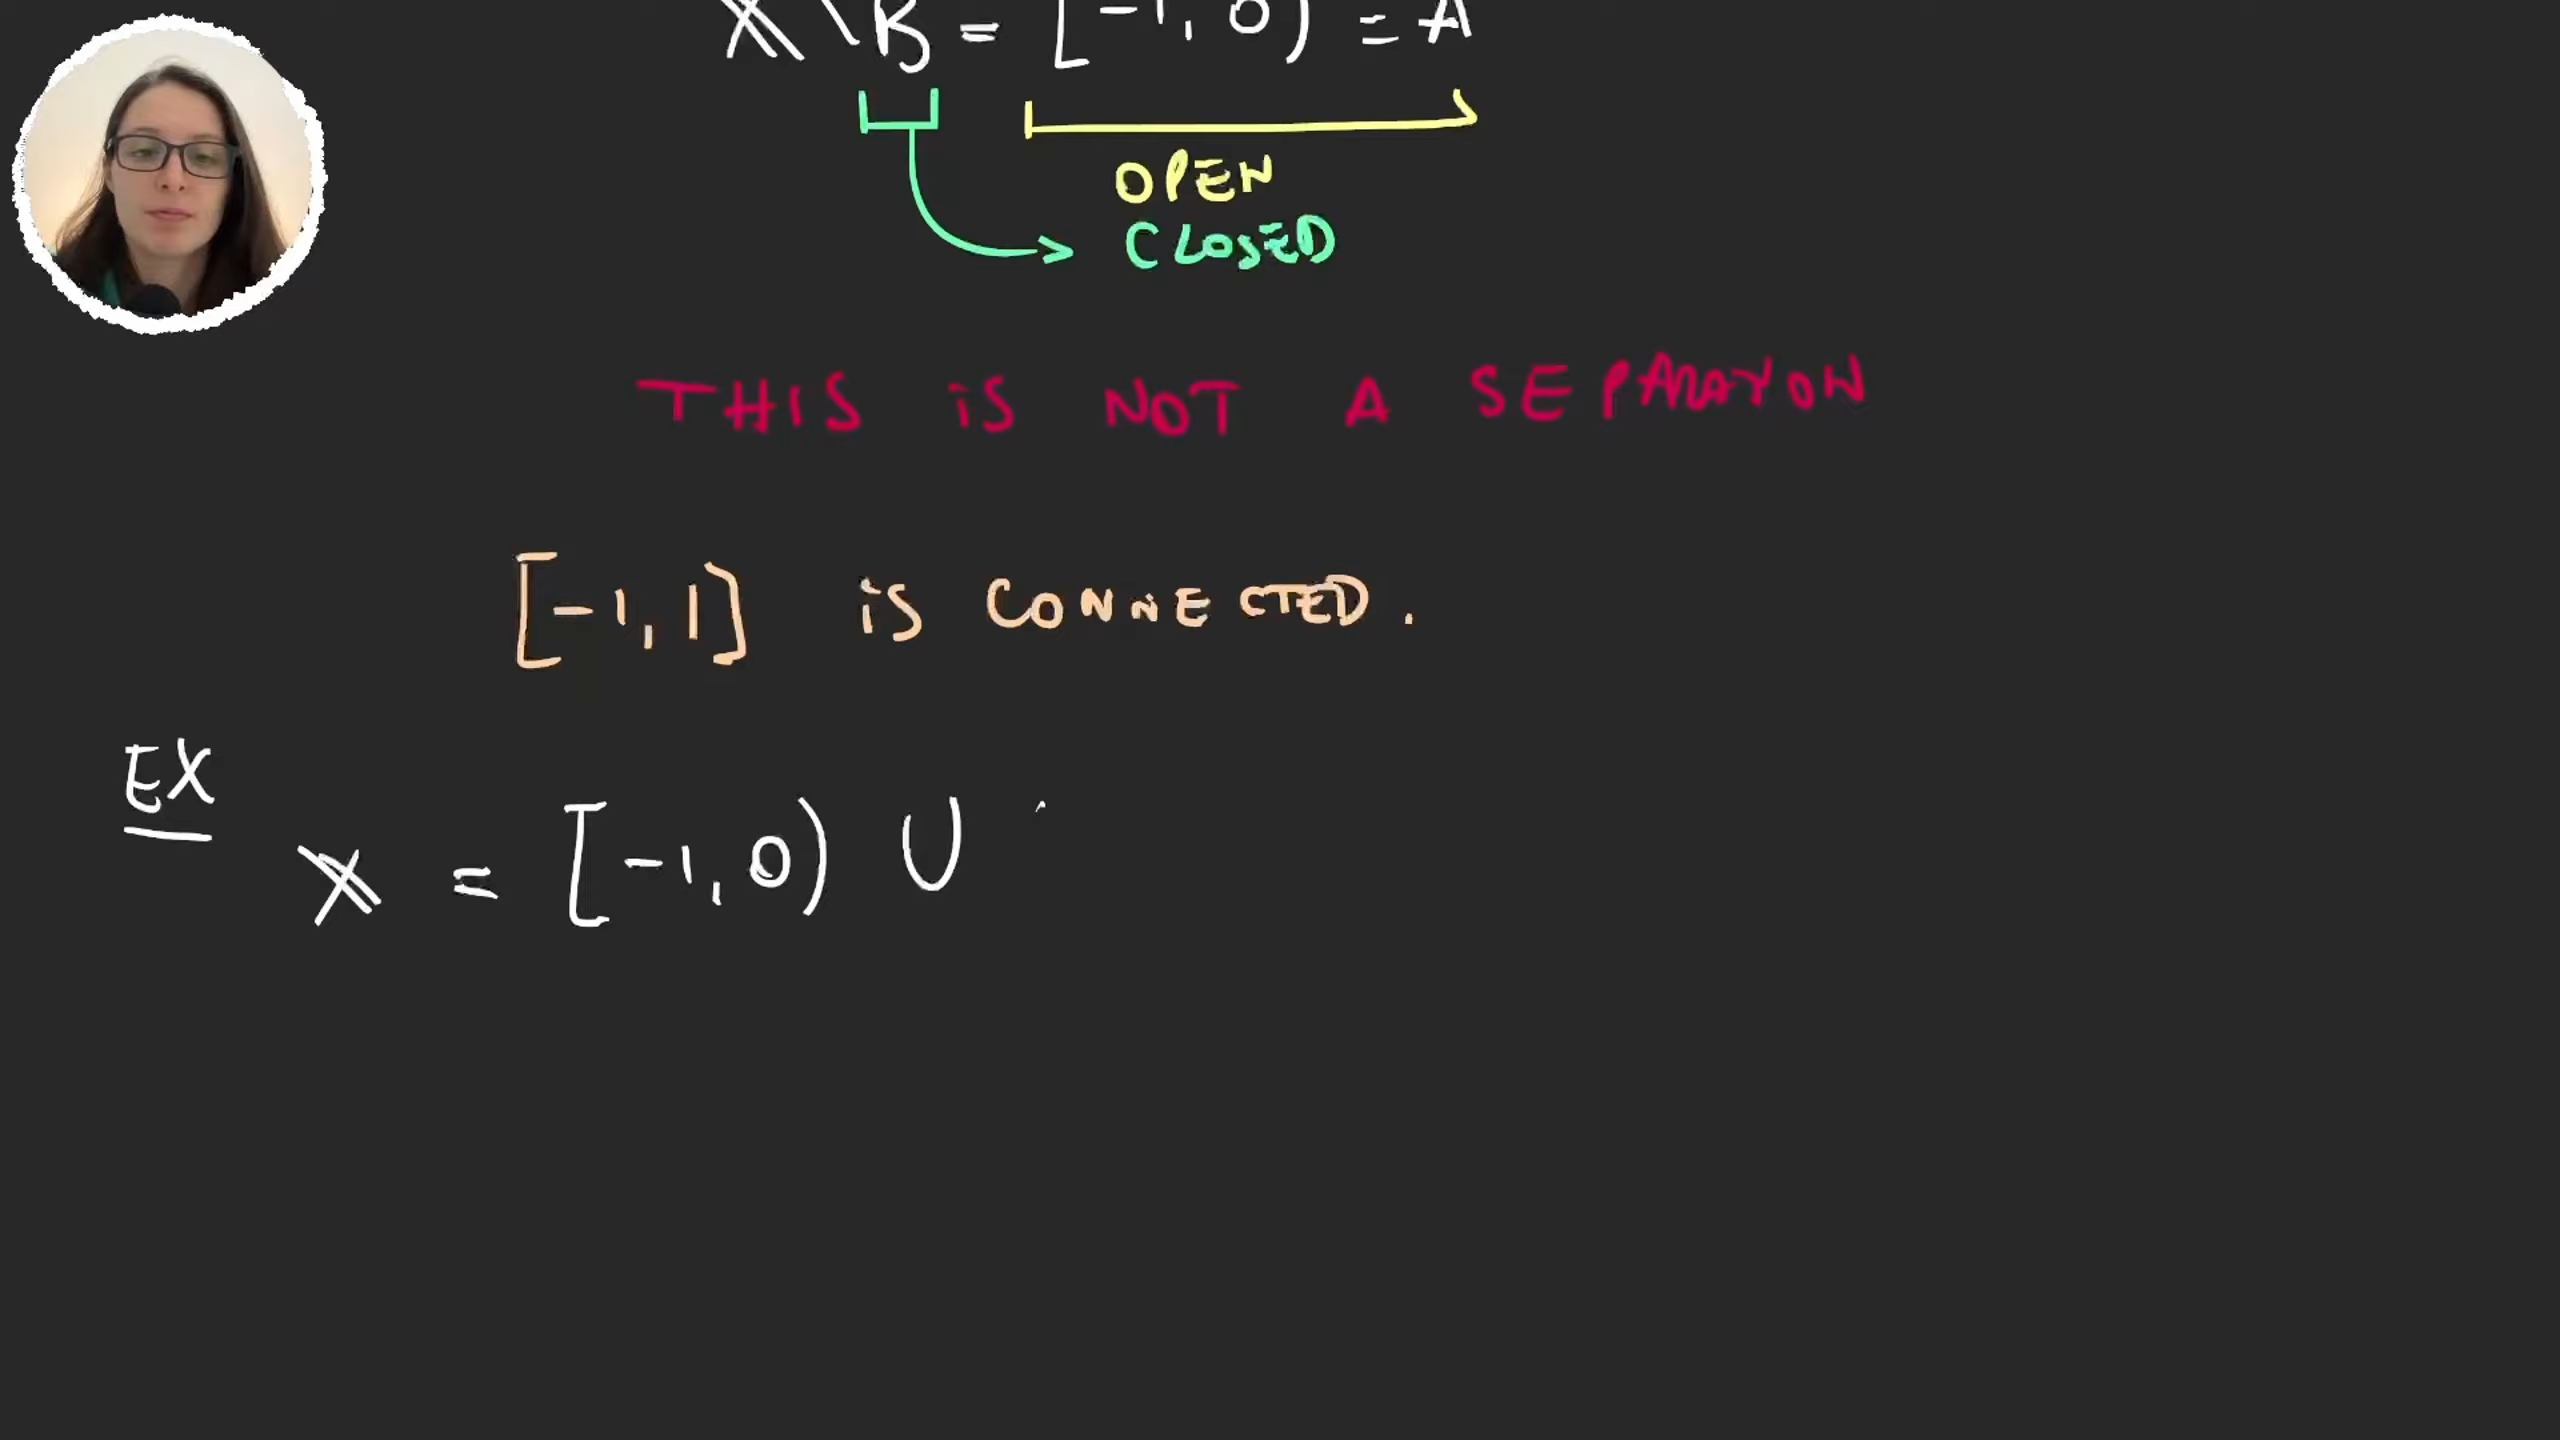 X \ B = [-1, 0) = A
OPEN
CLOSED
THIS IS NOT A SEPARATION
[-1, 1] IS CONNECTED.
EX
X = [-1, 0) ∪